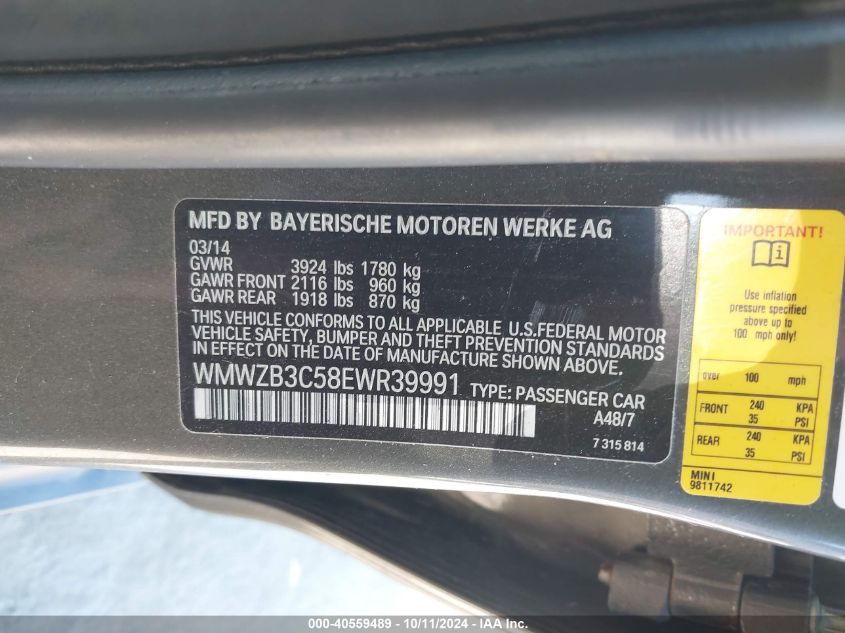 MFD BY BAYERISCHE MOTOREN WERKE AG
03/14
GVWR 3924 lbs 1780 kg
GAWR FRONT 2116 lbs 960 kg
GAWR REAR 1918 lbs 870 kg
THIS VEHICLE CONFORMS TO ALL APPLICABLE U.S.FEDERAL MOTOR
VEHICLE SAFETY, BUMPER AND THEFT PREVENTION STANDARDS
IN EFFECT ON THE DATE OF MANUFACTURE SHOWN ABOVE.
WMWZB3C58EWR39991 TYPE: PASSENGER CAR
A48/7
7 315 814
IMPORTANT!
i
Use inflation
pressure specified
above up to
100 mph only!
over 100 mph
FRONT 240 KPA
35 PSI
REAR 240 KPA
35 PSI
MINI
9811742
000-40559489 - 10/11/2024 - IAA Inc.